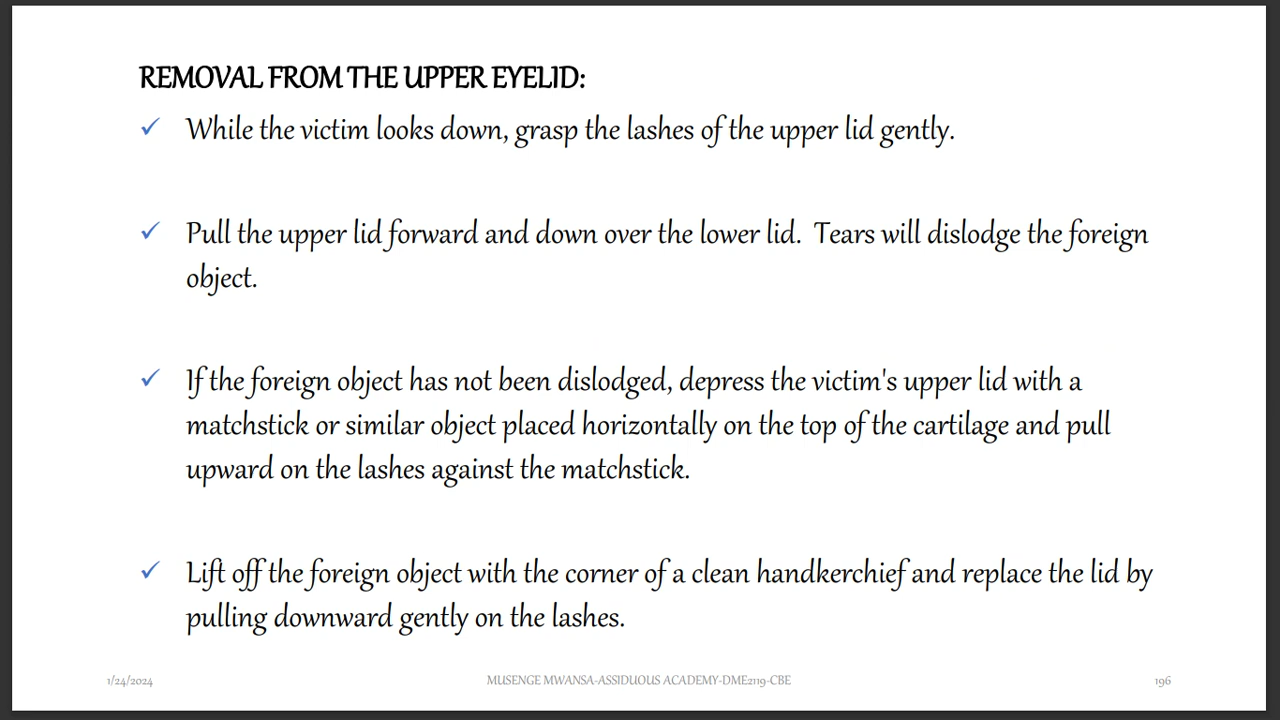 REMOVAL FROM THE UPPER EYELID:
✓ While the victim looks down, grasp the lashes of the upper lid gently.
✓ Pull the upper lid forward and down over the lower lid. Tears will dislodge the foreign
object.
✓ If the foreign object has not been dislodged, depress the victim's upper lid with a
matchstick or similar object placed horizontally on the top of the cartilage and pull
upward on the lashes against the matchstick.
✓ Lift off the foreign object with the corner of a clean handkerchief and replace the lid by
pulling downward gently on the lashes.
1/24/2024 MUSENGE MWANSA-ASSIDUOUS ACADEMY-DME2119-CBE 196